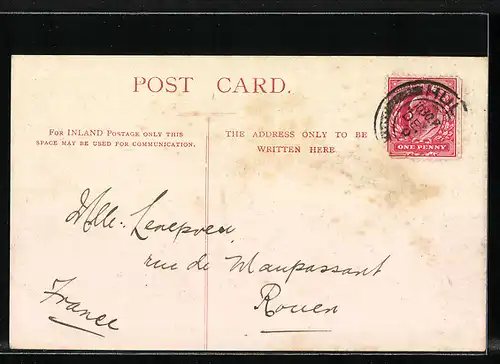 POST CARD.
FOR INLAND POSTAGE ONLY THIS
SPACE MAY BE USED FOR COMMUNICATION.
THE ADDRESS ONLY TO BE
WRITTEN HERE
HUL
ONE PENNY
Mlle. Lenepveu
rue de Maupassant
Rouen
France